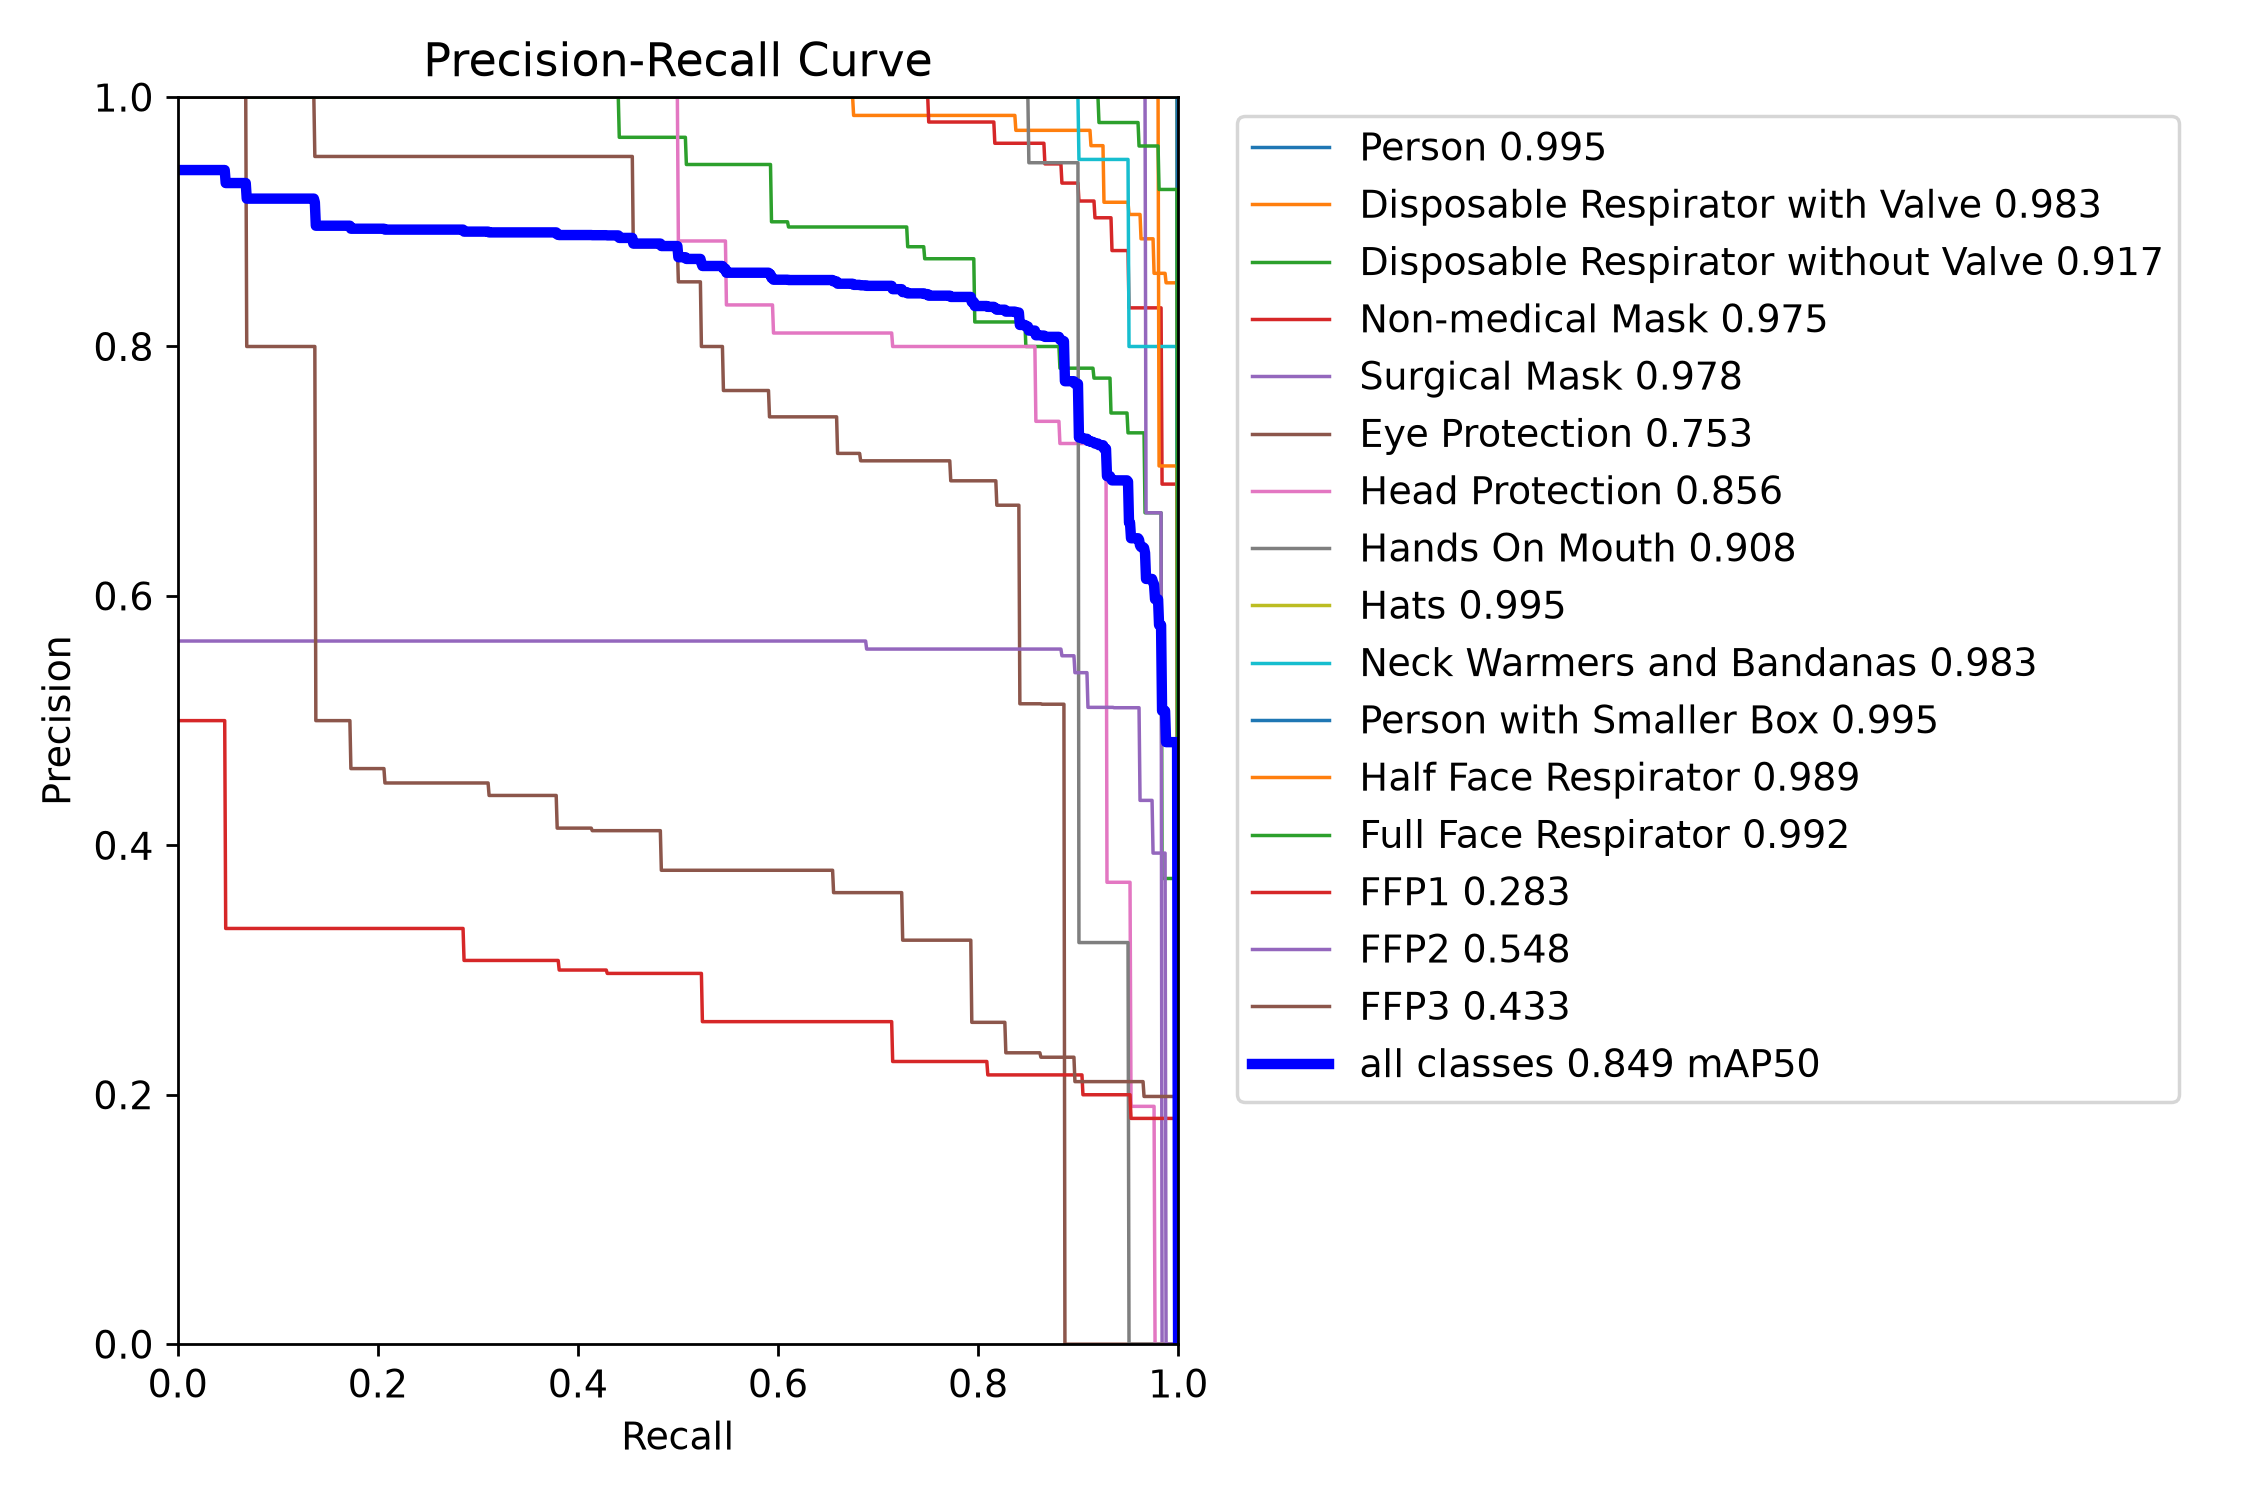 Precision-Recall Curve
1.0
0.8
0.6
0.4
0.2
0.0
Precision
0.0 0.2 0.4 0.6 0.8 1.0
Recall
Person 0.995
Disposable Respirator with Valve 0.983
Disposable Respirator without Valve 0.917
Non-medical Mask 0.975
Surgical Mask 0.978
Eye Protection 0.753
Head Protection 0.856
Hands On Mouth 0.908
Hats 0.995
Neck Warmers and Bandanas 0.983
Person with Smaller Box 0.995
Half Face Respirator 0.989
Full Face Respirator 0.992
FFP1 0.283
FFP2 0.548
FFP3 0.433
all classes 0.849 mAP50